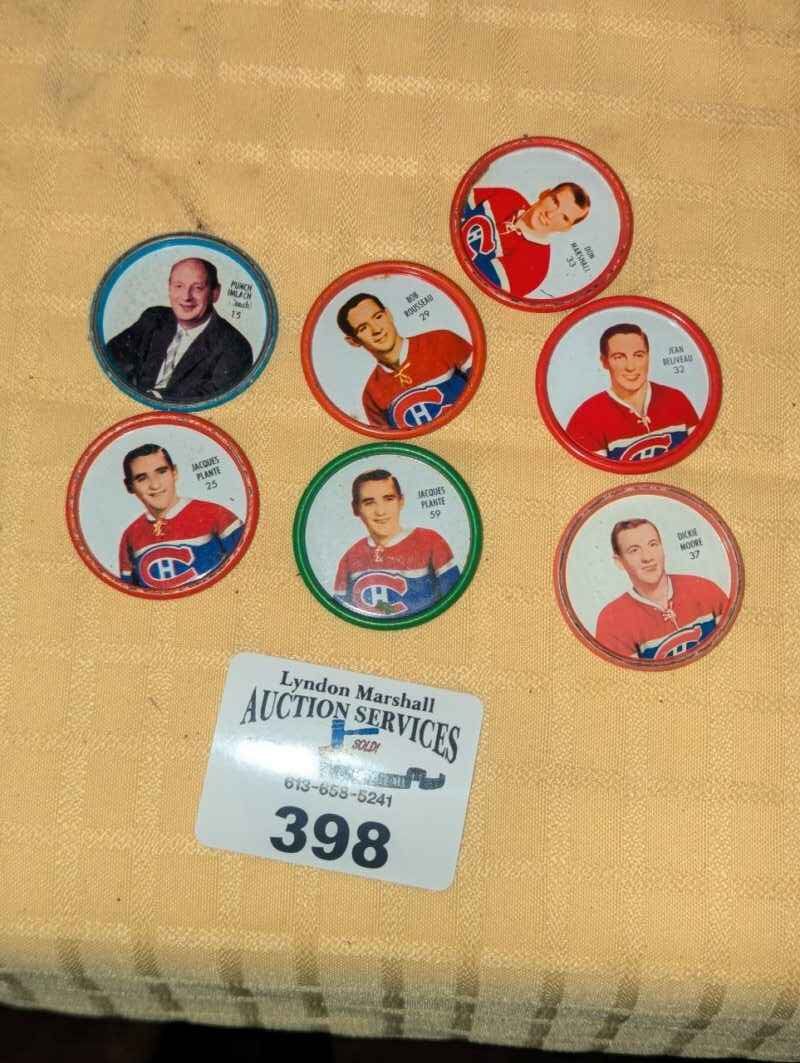 DON
MARSHALL
33
PUNCH
IMLACH
15
BOB
ROUSSEAU
29
JEAN
BELIVEAU
32
JACQUES
PLANTE
25
JACQUES
PLANTE
59
DICKIE
MOORE
37
Lyndon Marshall
AUCTION SERVICES
SOLD!
613-658-5241
398